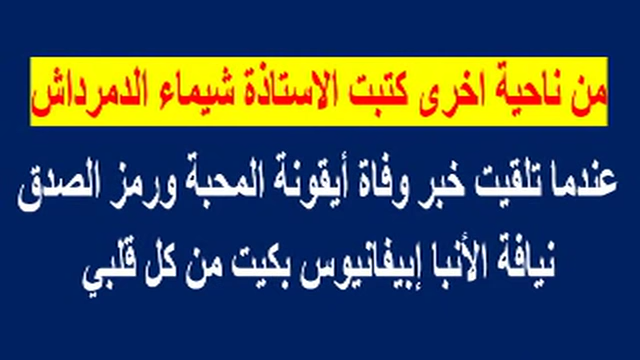 من ناحية اخرى كتبت الاستاذة شيماء الدمرداش
عندما تلقيت خبر وفاة أيقونة المحبة ورمز الصدق
نيافة الأنبا إبيفانيوس بكيت من كل قلبي